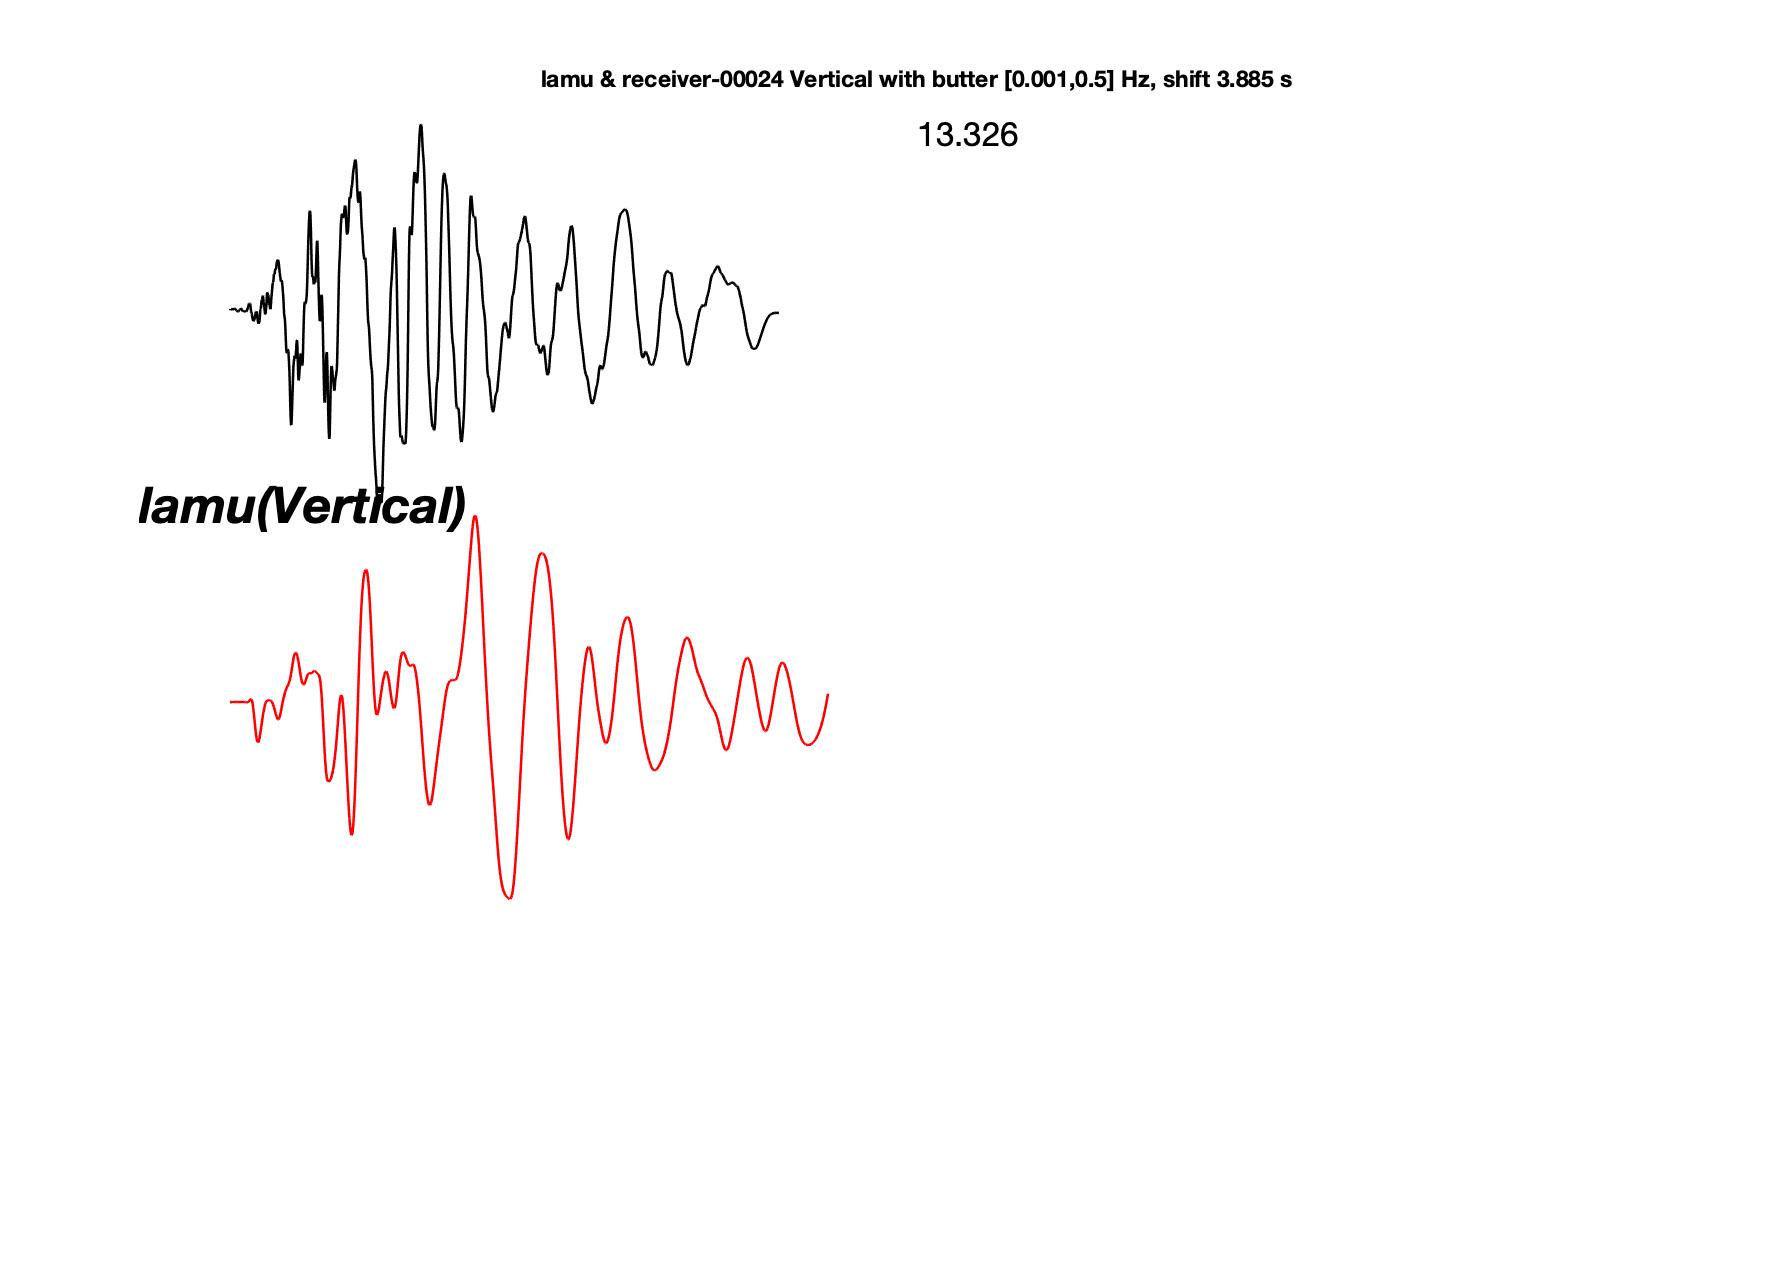 lamu & receiver-00024 Vertical with butter [0.001,0.5] Hz, shift 3.885 s
13.326
lamu(Vertical)